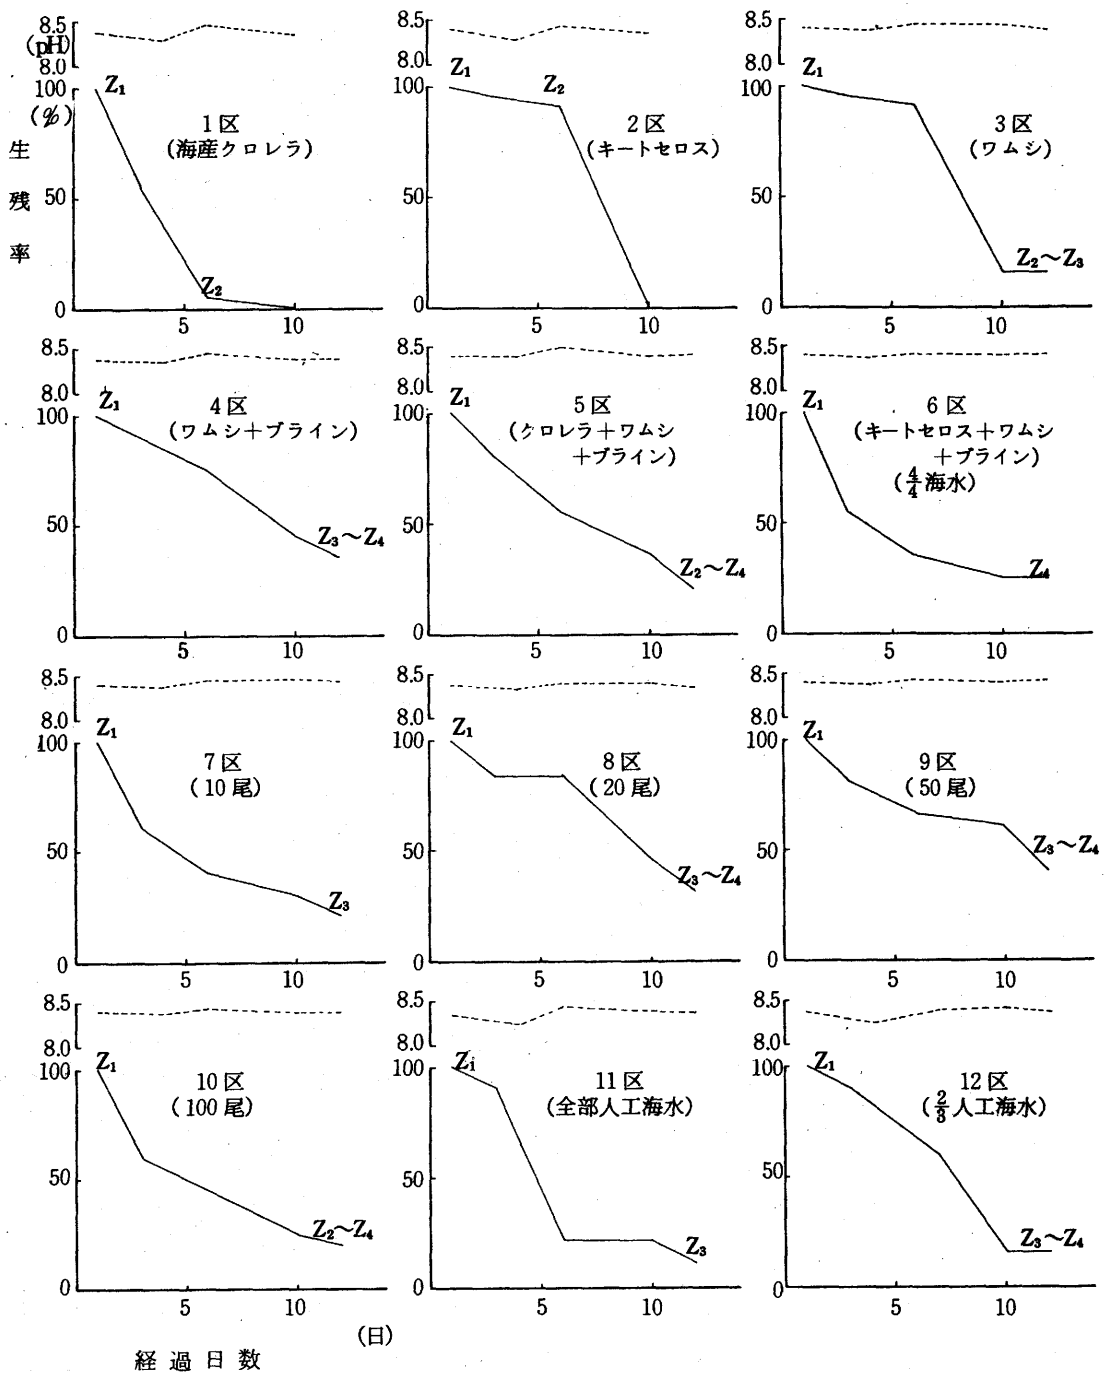 8.5
(pH)
8.0
100
(%)
生
残
率
50
0
Z₁
1区
(海産クロレラ)
Z₂
5
10
8.5
8.0
100
50
0
Z₁
Z₂
2区
(キートセロス)
5
10
8.5
8.0
100
50
0
Z₁
3区
(ワムシ)
Z₂～Z₃
5
10
8.5
8.0
100
50
0
Z₁
4区
(ワムシ+ブライン)
Z₃～Z₄
5
10
8.5
8.0
100
50
0
Z₁
5区
(クロレラ+ワムシ
+ブライン)
Z₂～Z₄
5
10
8.5
8.0
100
50
0
Z₁
6区
(キートセロス+ワムシ
+ブライン)
(4/4海水)
Z₄
5
10
8.5
8.0
100
50
0
Z₁
7区
(10尾)
Z₃
5
10
8.5
8.0
100
50
0
Z₁
8区
(20尾)
Z₃～Z₄
5
10
8.5
8.0
100
50
0
Z₁
9区
(50尾)
Z₃～Z₄
5
10
8.5
8.0
100
50
0
Z₁
10区
(100尾)
Z₂～Z₄
5
10
8.5
8.0
100
50
0
Z₁
11区
(全部人工海水)
Z₃
5
10
8.5
8.0
100
50
0
Z₁
12区
(2/3人工海水)
Z₃～Z₄
5
10
(日)
経過日数